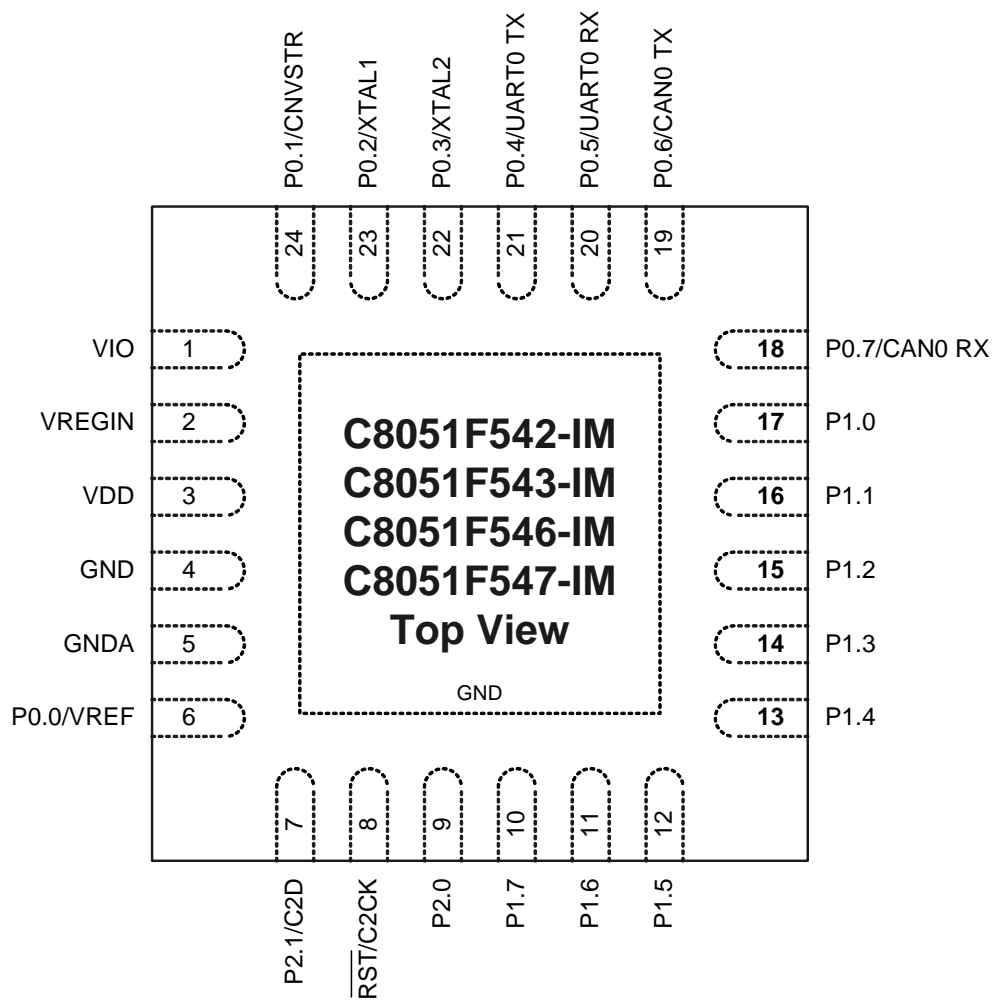 P0.1/CNVSTR
P0.2/XTAL1
P0.3/XTAL2
P0.4/UART0 TX
P0.5/UART0 RX
P0.6/CAN0 TX
24
23
22
21
20
19
VIO 1
VREGIN 2
VDD 3
GND 4
GNDA 5
P0.0/VREF 6
C8051F542-IM
C8051F543-IM
C8051F546-IM
C8051F547-IM
Top View
GND
18 P0.7/CAN0 RX
17 P1.0
16 P1.1
15 P1.2
14 P1.3
13 P1.4
7
8
9
10
11
12
P2.1/C2D
RST/C2CK
P2.0
P1.7
P1.6
P1.5